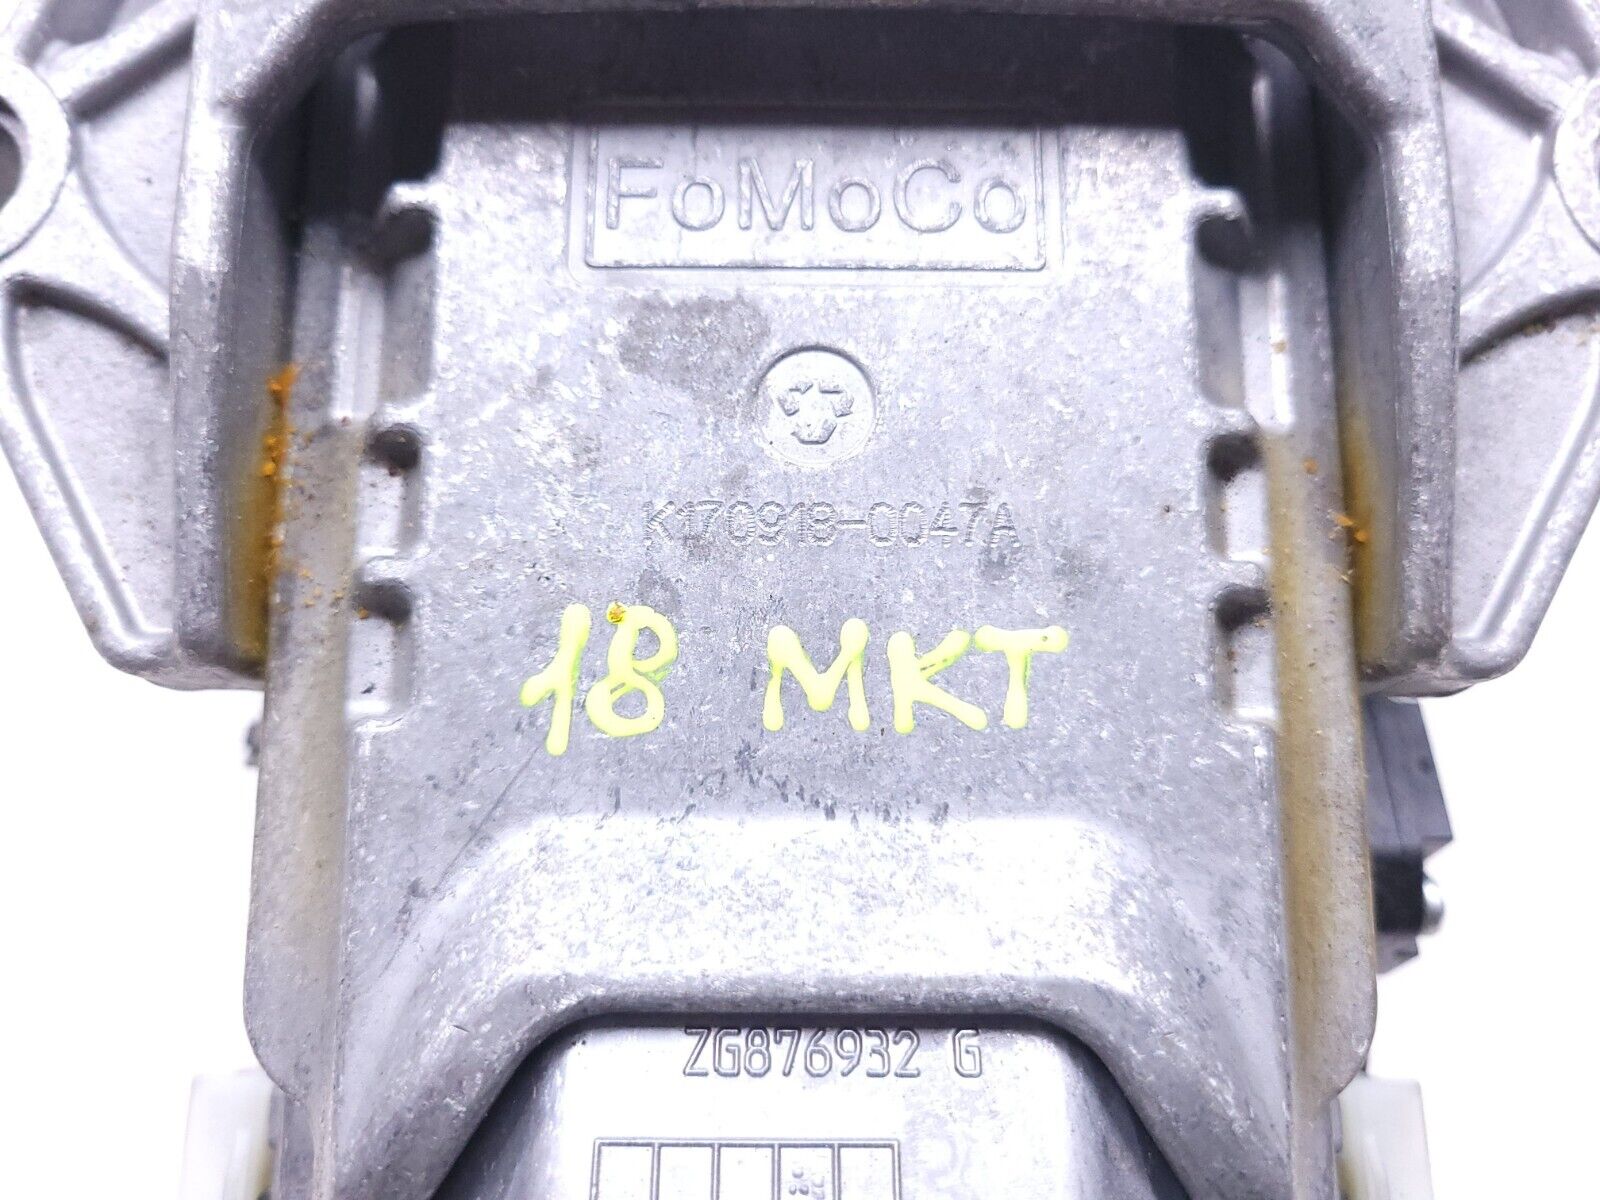 FoMoCo
K170918-0047A
18 MKT
ZG876932 G